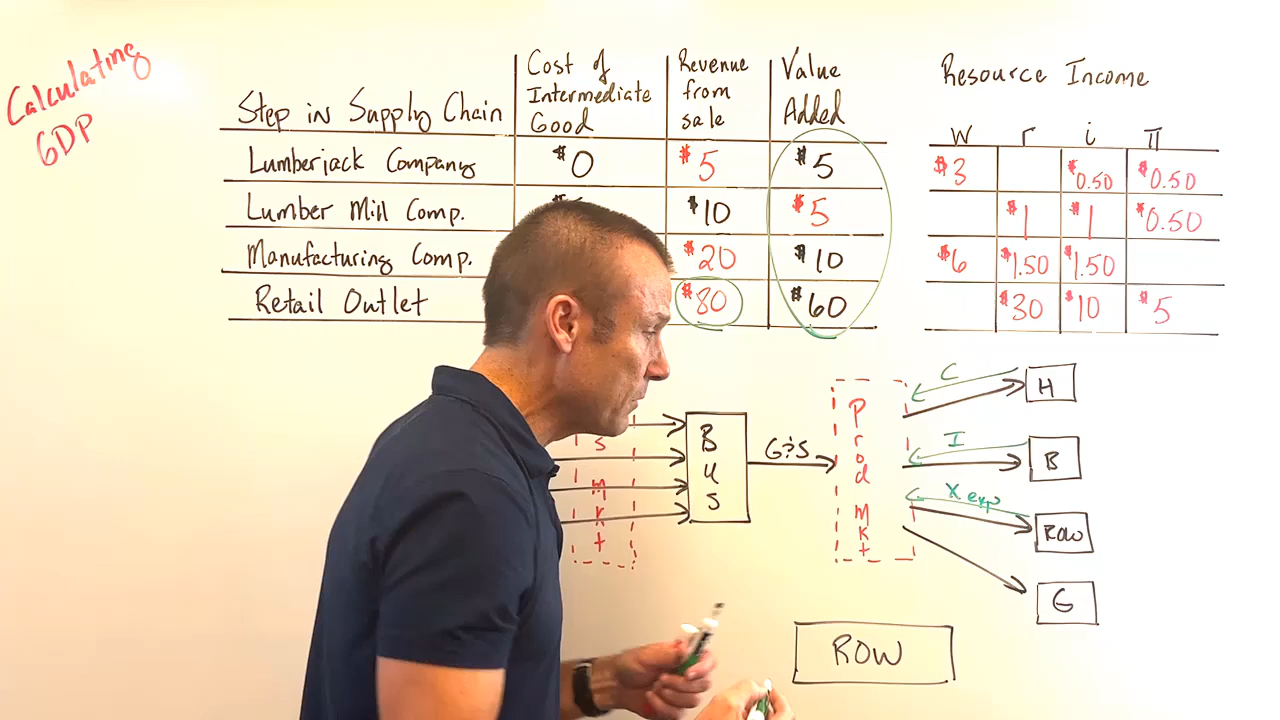 Calculating
GDP
Step in Supply Chain
Cost of
Intermediate
Good
Revenue
from
sale
Value
Added
Resource Income
w r i π
Lumberjack Company $0 $5 $5 $3 $0.50 $0.50
Lumber Mill Comp. $10 $5 $1 $1 $0.50
Manufacturing Comp. $20 $10 $6 $1.50 $1.50
Retail Outlet $80 $60 $30 $10 $5
s
mkt
BUS
G&S
Prod
mkt
C
H
I
B
X exp
ROW
G
ROW